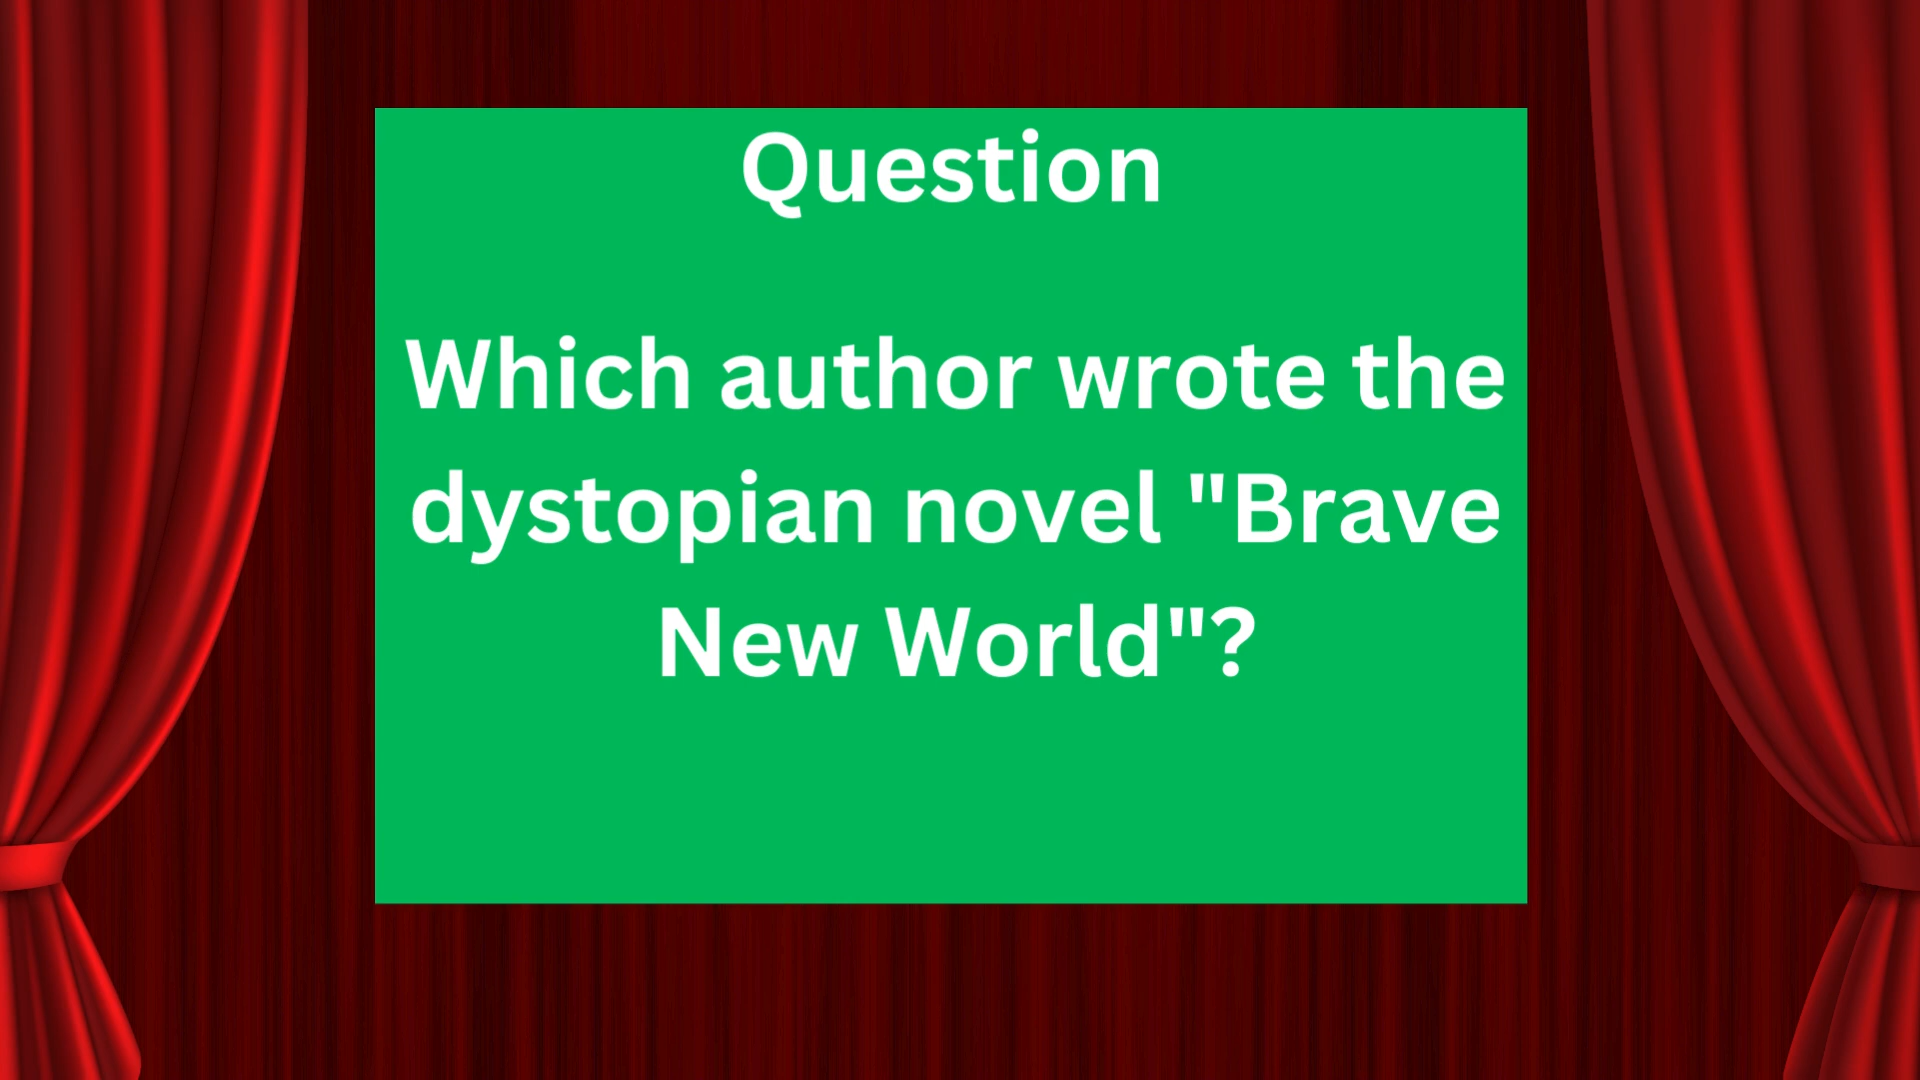 Question
Which author wrote the
dystopian novel "Brave
New World"?